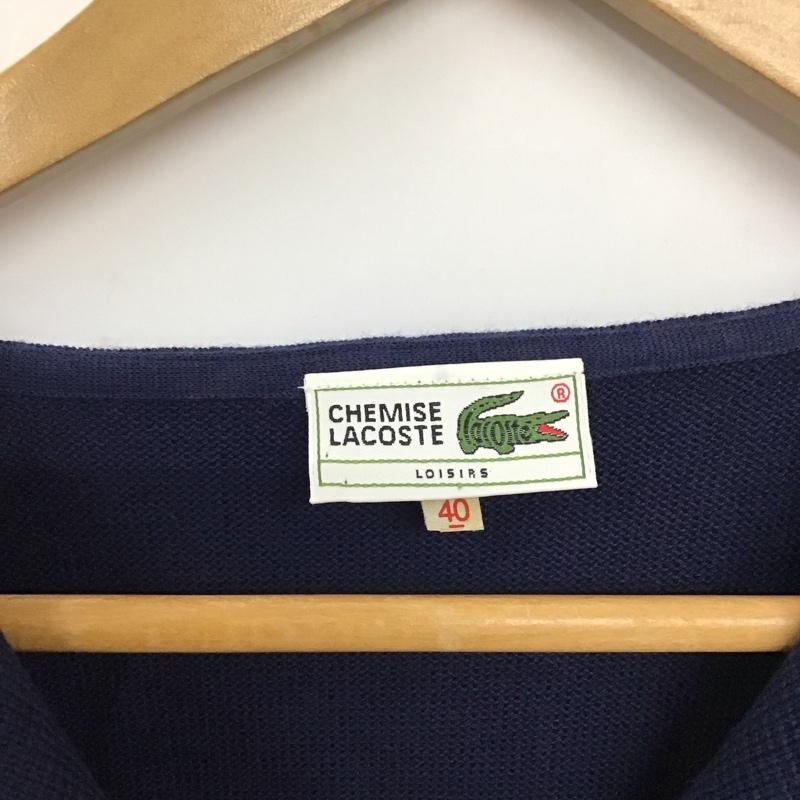 CHEMISE
LACOSTE
Lacoste
®
LOISIRS
40